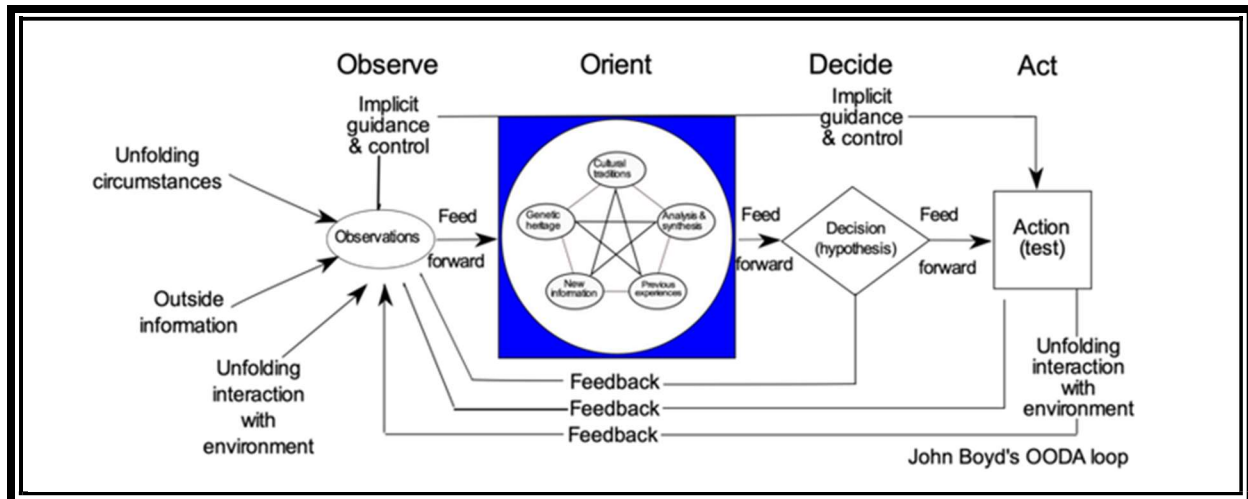 Observe
Orient
Decide
Act
Implicit
guidance
& control
Implicit
guidance
& control
Unfolding
circumstances
Observations
Feed
forward
Cultural
traditions
Genetic
heritage
Analysis &
synthesis
New
information
Previous
experiences
Feed
forward
Decision
(hypothesis)
Feed
forward
Action
(test)
Outside
information
Unfolding
interaction
with
environment
Unfolding
interaction
with
environment
Feedback
Feedback
Feedback
John Boyd's OODA loop